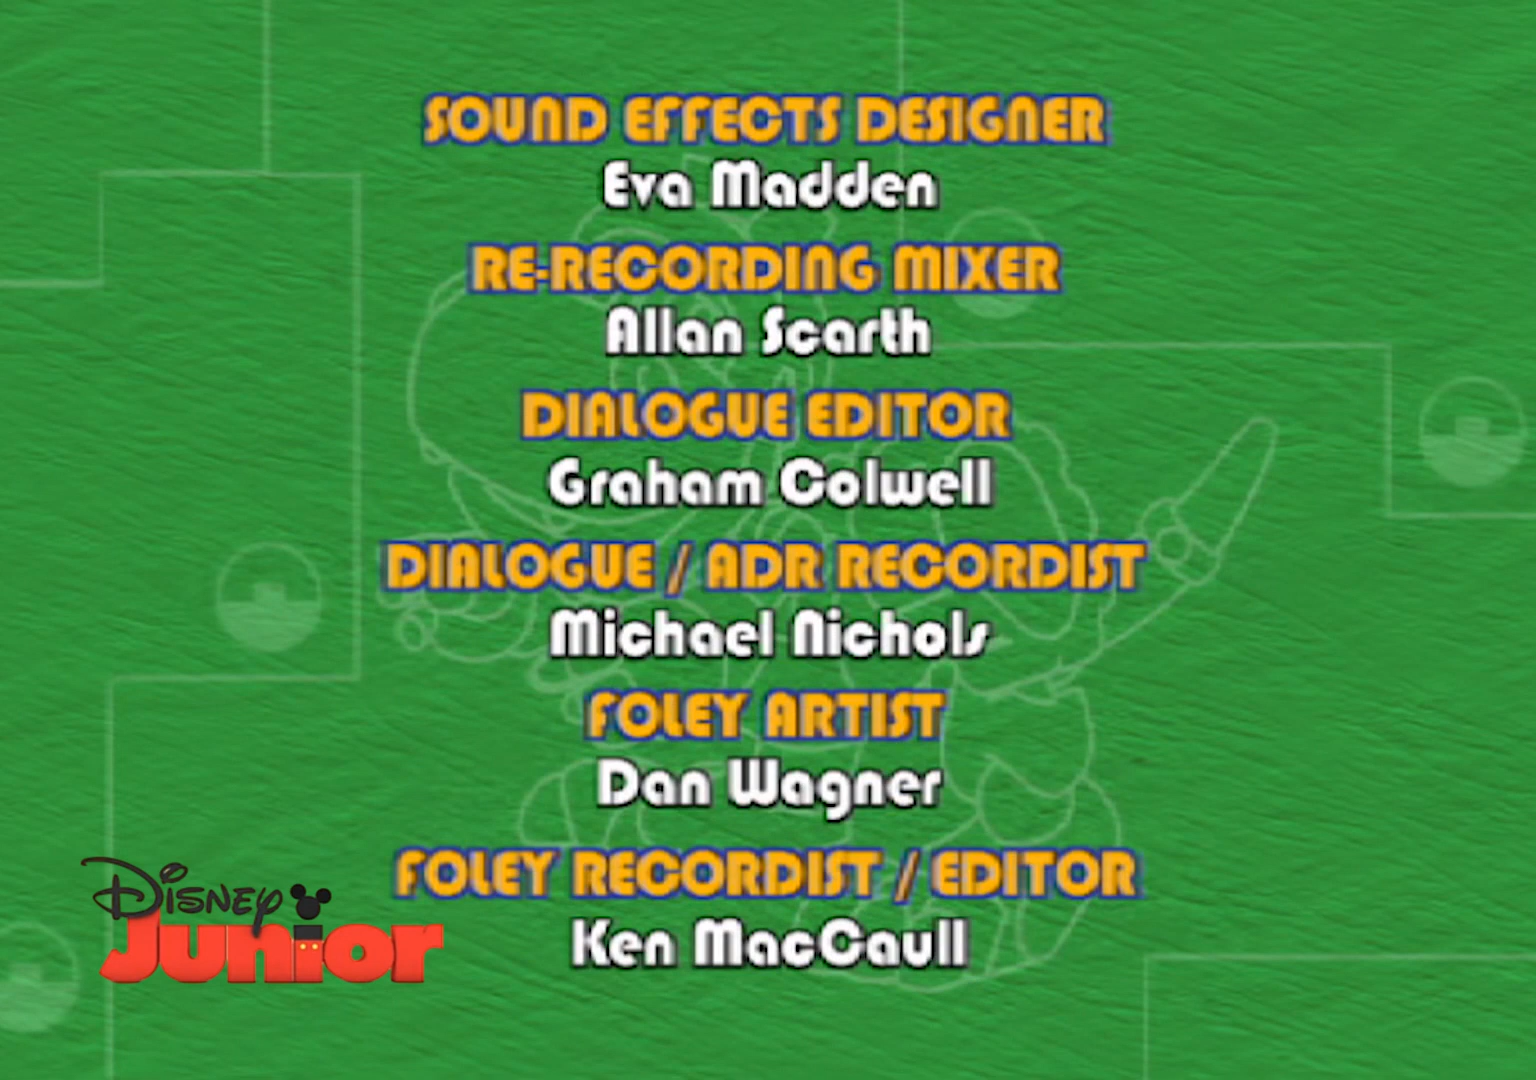 SOUND EFFECTS DESIGNER
Eva Madden
RE-RECORDING MIXER
Allan Scarth
DIALOGUE EDITOR
Graham Colwell
DIALOGUE / ADR RECORDIST
Michael Nichols
FOLEY ARTIST
Dan Wagner
FOLEY RECORDIST / EDITOR
Ken MacCaull
Disney
Junior